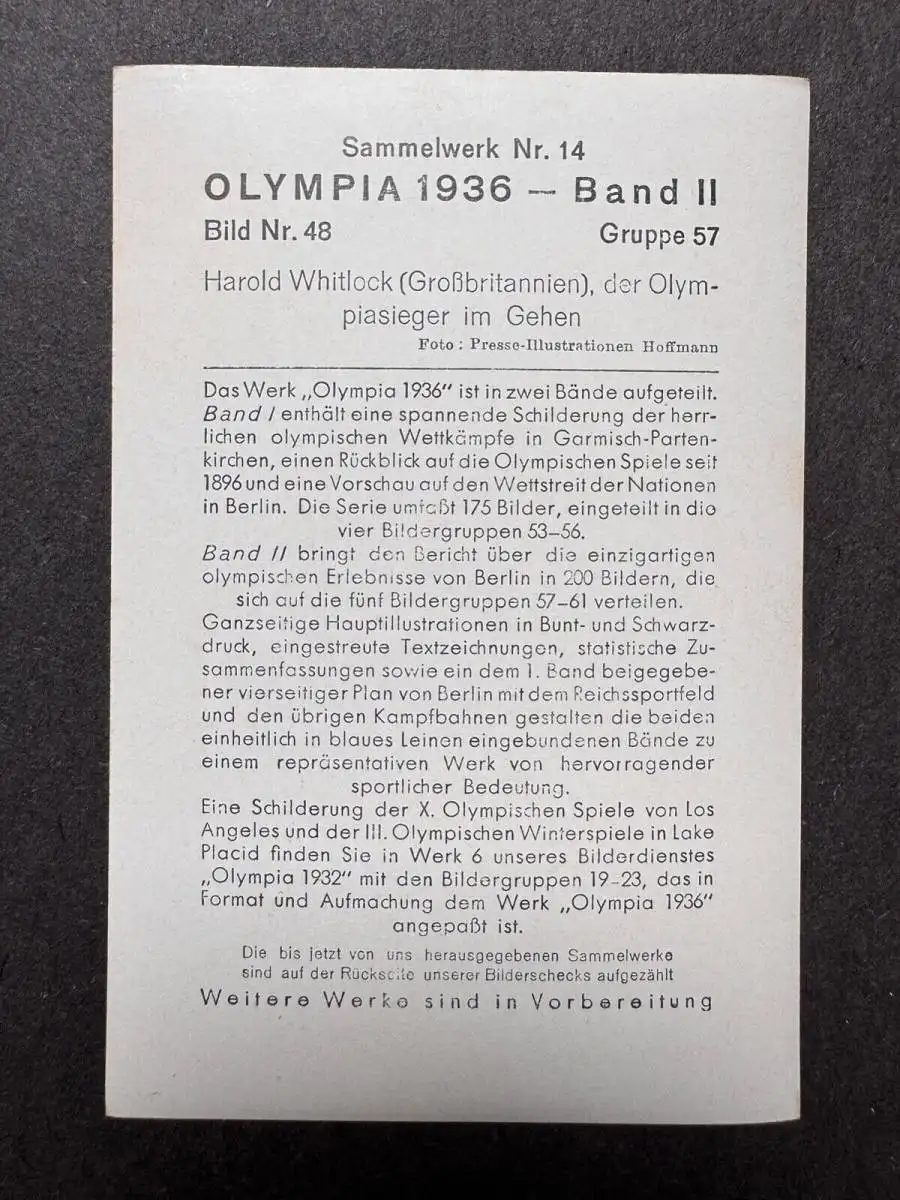 Sammelwerk Nr. 14
OLYMPIA 1936 — Band II
Bild Nr. 48 Gruppe 57
Harold Whitlock (Großbritannien), der Olym-
piasieger im Gehen
Foto: Presse-Illustrationen Hoffmann
Das Werk „Olympia 1936" ist in zwei Bände aufgeteilt.
Band I enthält eine spannende Schilderung der herr-
lichen olympischen Wettkämpfe in Garmisch-Parten-
kirchen, einen Rückblick auf die Olympischen Spiele seit
1896 und eine Vorschau auf den Wettstreit der Nationen
in Berlin. Die Serie umfaßt 175 Bilder, eingeteilt in die
vier Bildergruppen 53–56.
Band II bringt den Bericht über die einzigartigen
olympischen Erlebnisse von Berlin in 200 Bildern, die
sich auf die fünf Bildergruppen 57–61 verteilen.
Ganzseitige Hauptillustrationen in Bunt- und Schwarz-
druck, eingestreute Textzeichnungen, statistische Zu-
sammenfassungen sowie ein dem I. Band beigegebe-
ner vierseitiger Plan von Berlin mit dem Reichssportfeld
und den übrigen Kampfbahnen gestalten die beiden
einheitlich in blaues Leinen eingebundenen Bände zu
einem repräsentativen Werk von hervorragender
sportlicher Bedeutung.
Eine Schilderung der X. Olympischen Spiele von Los
Angeles und der III. Olympischen Winterspiele in Lake
Placid finden Sie in Werk 6 unseres Bilderdienstes
„Olympia 1932" mit den Bildergruppen 19–23, das in
Format und Aufmachung dem Werk „Olympia 1936"
angepaßt ist.
Die bis jetzt von uns herausgegebenen Sammelwerke
sind auf der Rückseite unserer Bilderschecks aufgezählt
Weitere Werke sind in Vorbereitung